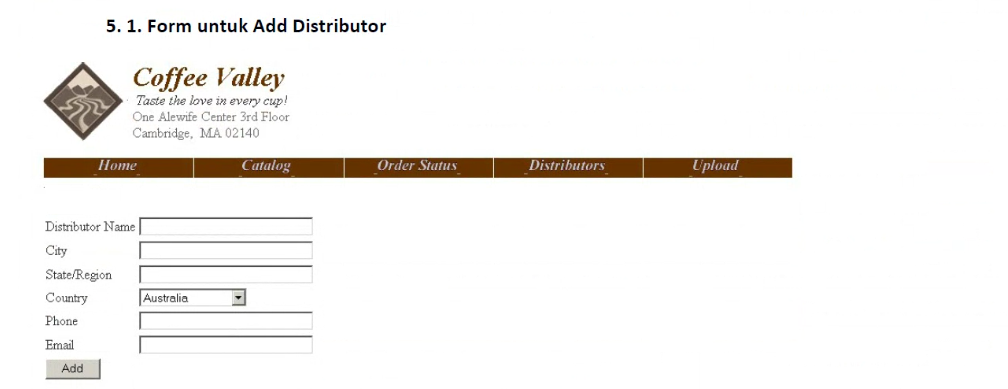 5. 1. Form untuk Add Distributor
Coffee Valley
Taste the love in every cup!
One Alewife Center 3rd Floor
Cambridge, MA 02140
Home Catalog Order Status Distributors Upload
Distributor Name
City
State/Region
Country Australia
Phone
Email
Add